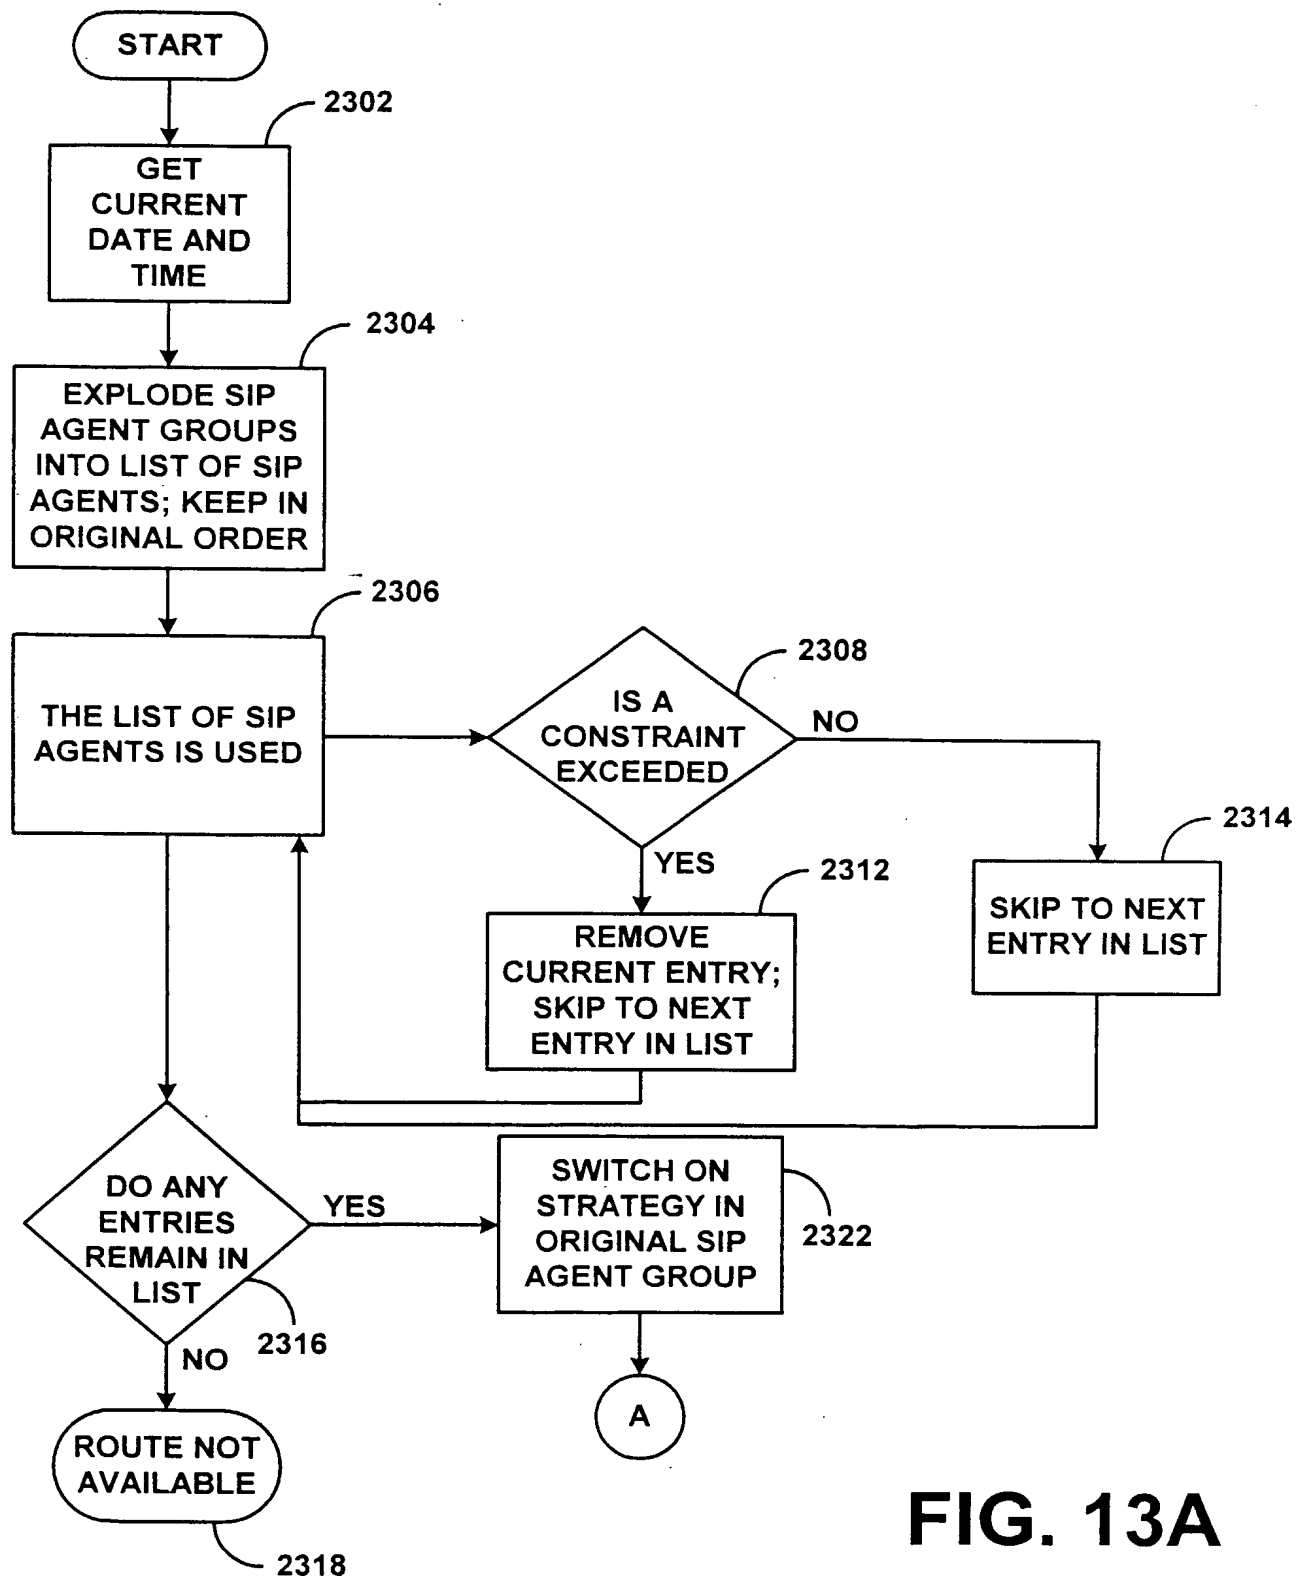 START
2302
GET
CURRENT
DATE AND
TIME
2304
EXPLODE SIP
AGENT GROUPS
INTO LIST OF SIP
AGENTS; KEEP IN
ORIGINAL ORDER
2306
THE LIST OF SIP
AGENTS IS USED
2308
IS A
CONSTRAINT
EXCEEDED
NO
YES
2312
REMOVE
CURRENT ENTRY;
SKIP TO NEXT
ENTRY IN LIST
2314
SKIP TO NEXT
ENTRY IN LIST
DO ANY
ENTRIES
REMAIN IN
LIST
2316
YES
SWITCH ON
STRATEGY IN
ORIGINAL SIP
AGENT GROUP
2322
NO
A
ROUTE NOT
AVAILABLE
2318
FIG. 13A